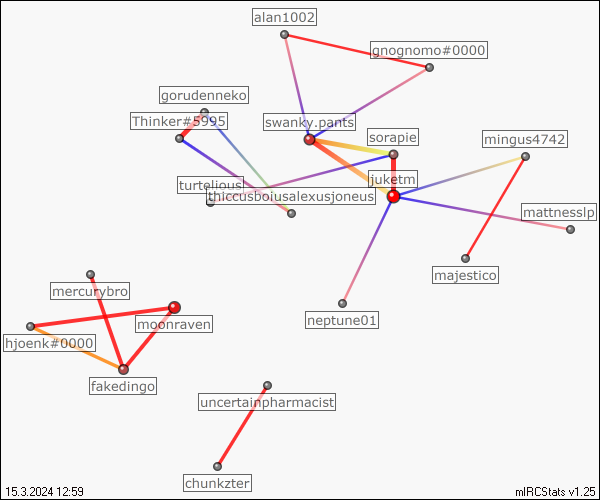 alan1002
gnognomo#0000
gorudenneko
Thinker#5995
swanky.pants
sorapie
mingus4742
ljuketm
turtelious
thiccusboiusalexusjoneus
mattnesslp
majestico
mercurybro
moonraven
neptune01
hjoenk#0000
fakedingo
uncertainpharmacist
chunkzter
15.3.2024 12:59
mIRCStats v1.25